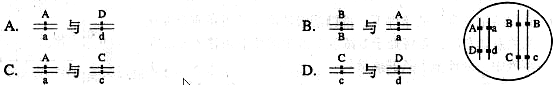 A. A a 与 D d
B. B B 与 A a
C. A a 与 C c
D. C c 与 D d
A a B B
D d C c